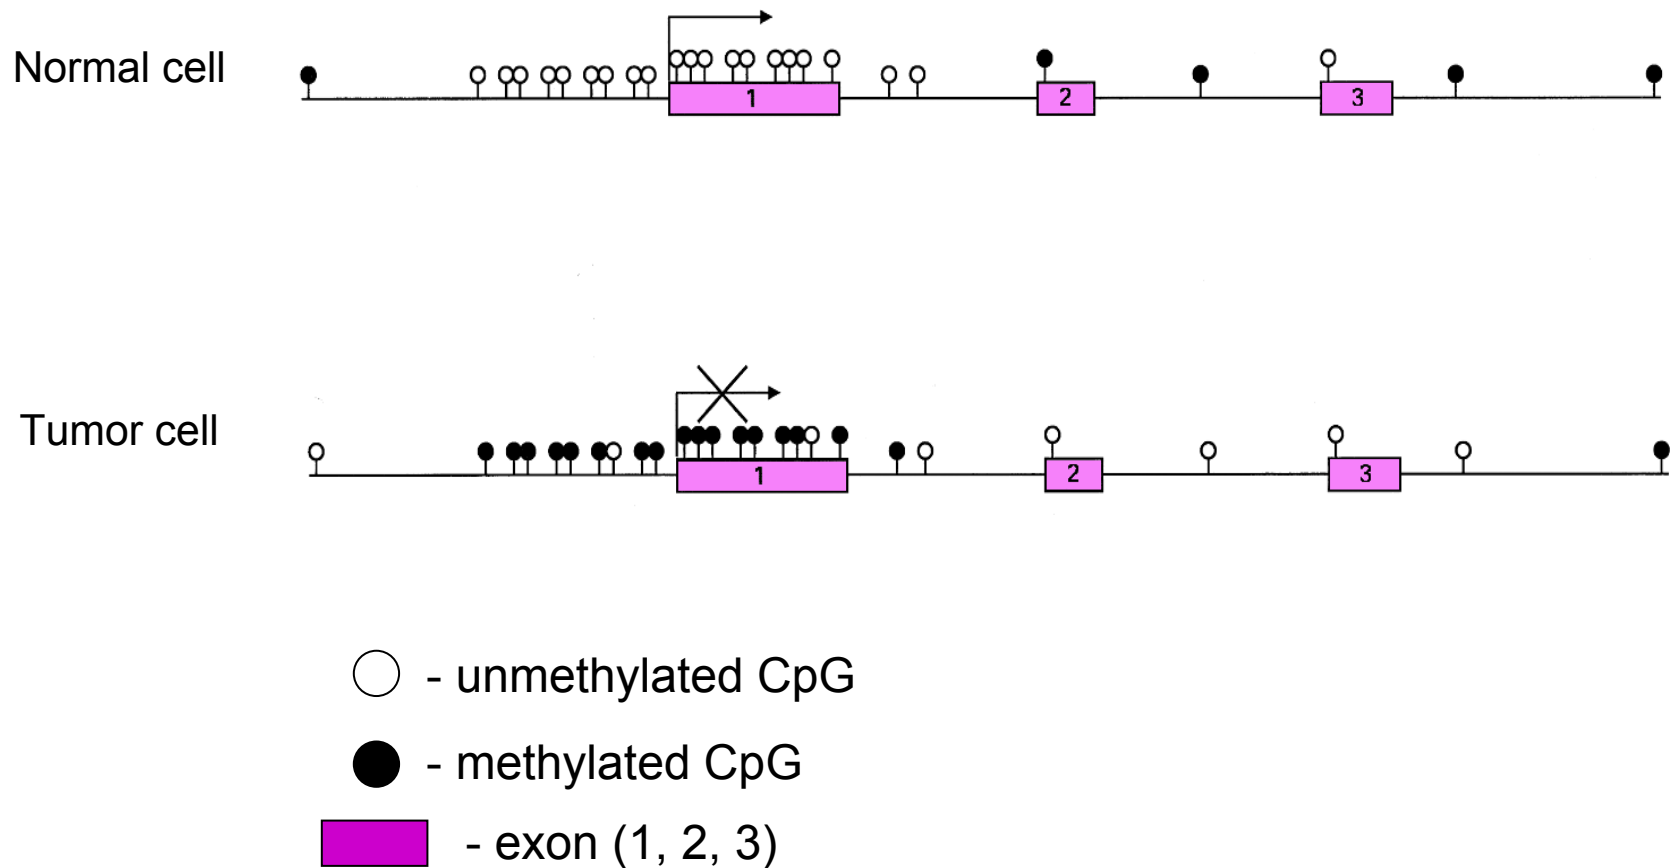 Normal cell
1
2
3
Tumor cell
1
2
3
- unmethylated CpG
- methylated CpG
- exon (1, 2, 3)